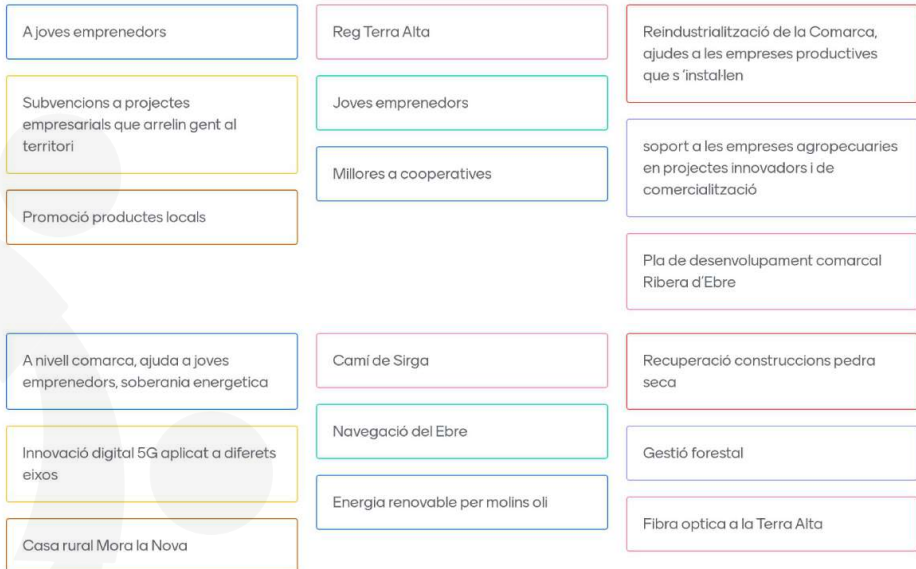 A joves emprenedors
Subvencions a projectes
empresarials que arrelin gent al
territori
Promoció productes locals
Reg Terra Alta
Joves emprenedors
Millores a cooperatives
Reindustrialització de la Comarca,
ajudes a les empreses productives
que s 'instal·len
soport a les empreses agropecuaries
en projectes innovadors i de
comercialització
Pla de desenvolupament comarcal
Ribera d'Ebre
A nivell comarca, ajuda a joves
emprenedors, soberania energetica
Innovació digital 5G aplicat a diferets
eixos
Casa rural Mora la Nova
Camí de Sirga
Navegació del Ebre
Energia renovable per molins oli
Recuperació construccions pedra
seca
Gestió forestal
Fibra optica a la Terra Alta